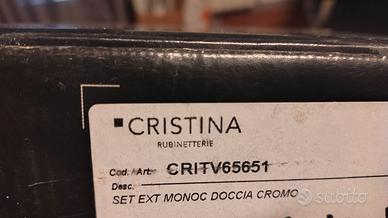 CRISTINA
RUBINETTERIE
Cod. Art. CRITV65651
Desc.
SET EXT MONOC DOCCIA CROMO
subito